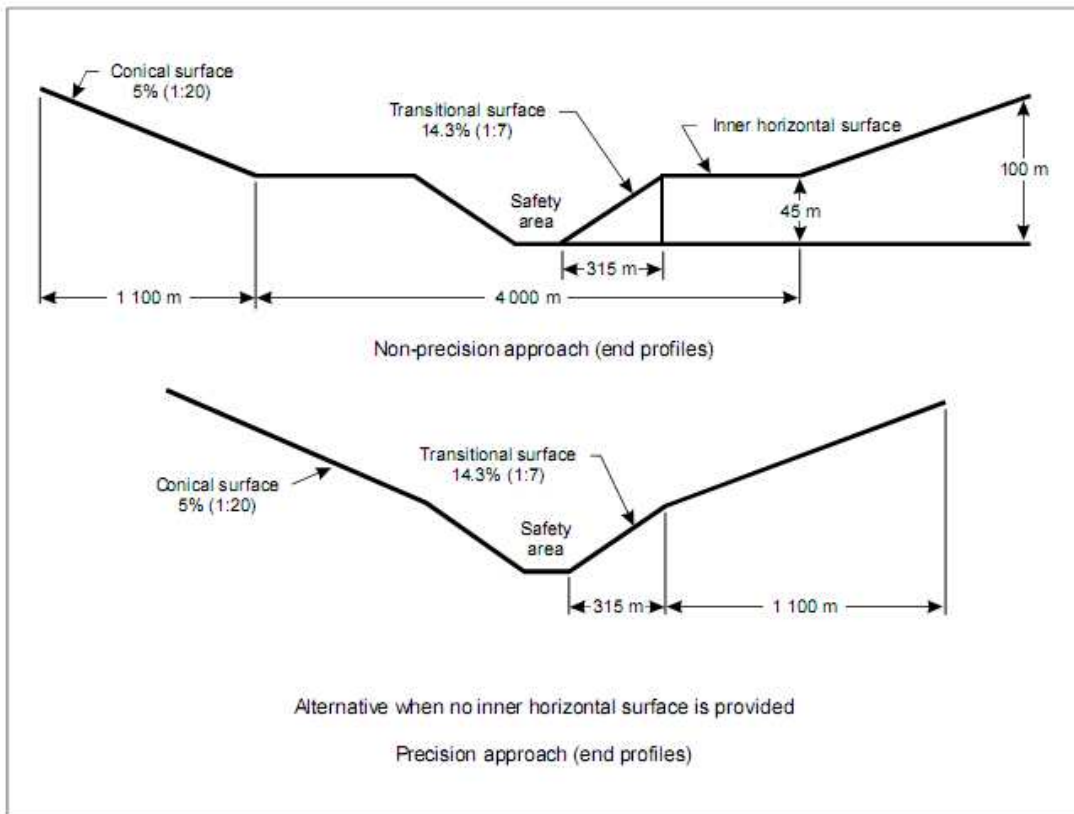 Conical surface
5% (1:20)
Transitional surface
14.3% (1:7)
Inner horizontal surface
Safety
area
100 m
45 m
315 m
1 100 m
4 000 m
Non-precision approach (end profiles)
Transitional surface
14.3% (1:7)
Conical surface
5% (1:20)
Safety
area
315 m
1 100 m
Alternative when no inner horizontal surface is provided
Precision approach (end profiles)